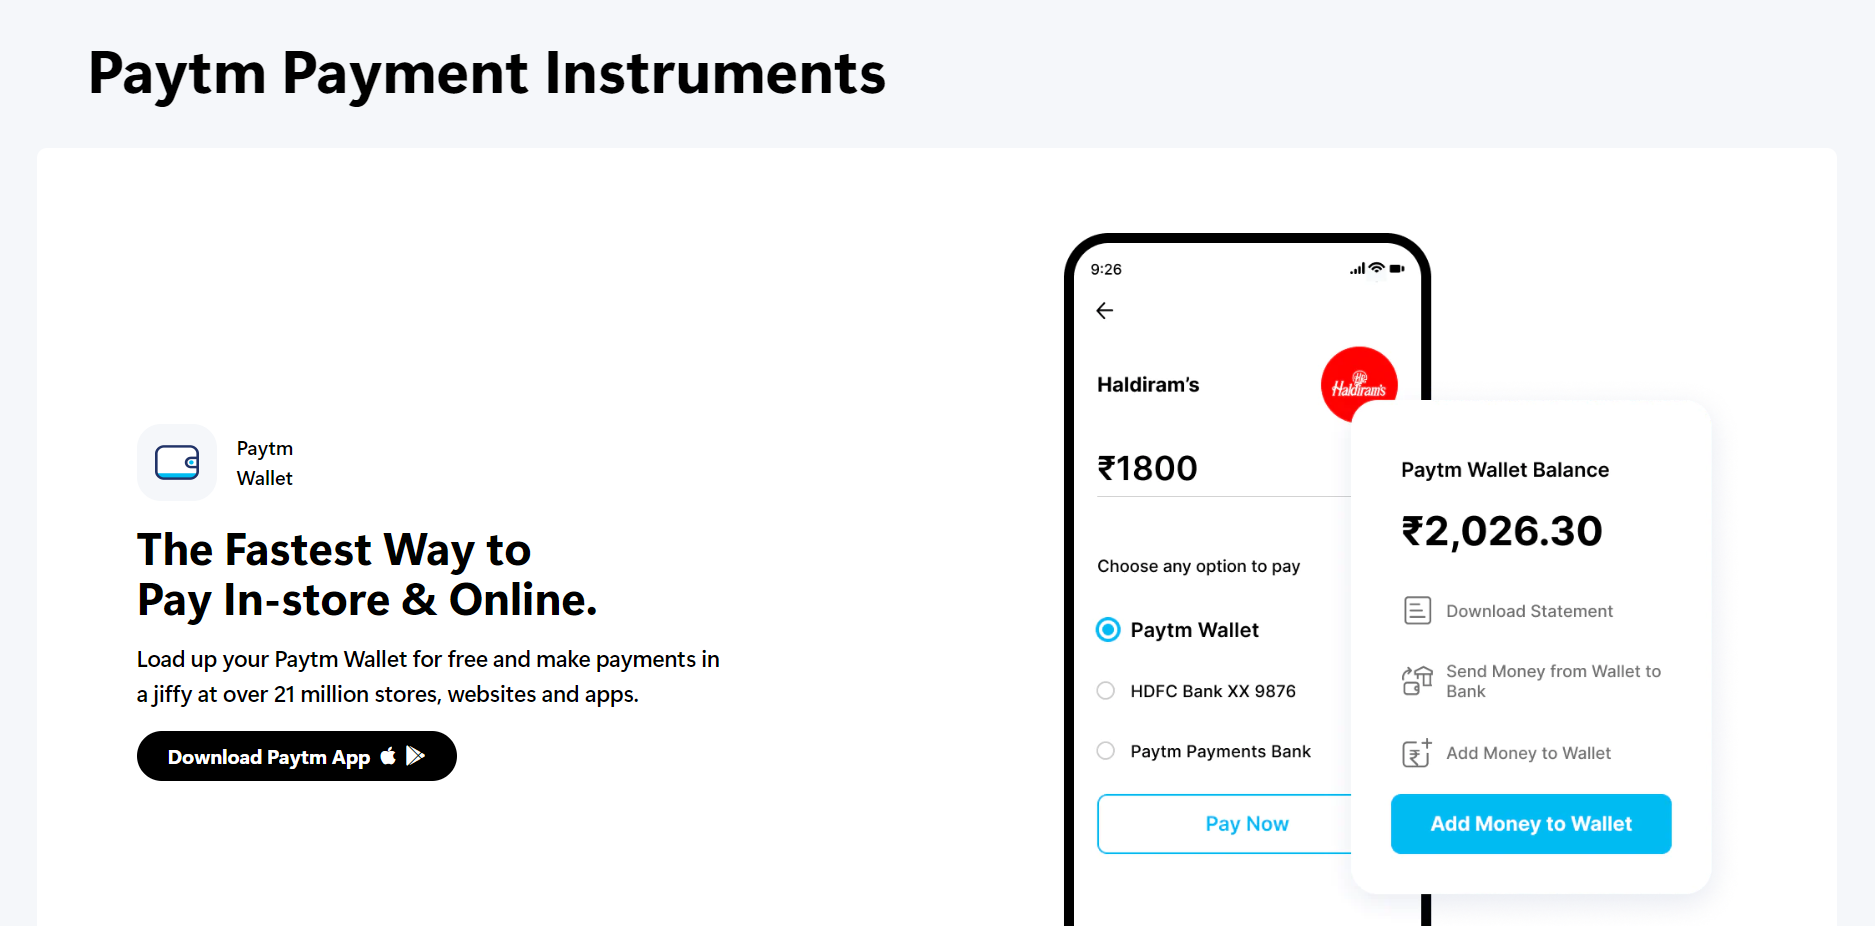 Paytm Payment Instruments
Paytm
Wallet
The Fastest Way to
Pay In-store & Online.
Load up your Paytm Wallet for free and make payments in
a jiffy at over 21 million stores, websites and apps.
Download Paytm App
9:26
Haldiram’s
Haldiram's
₹1800
Choose any option to pay
Paytm Wallet
HDFC Bank XX 9876
Paytm Payments Bank
Pay Now
Paytm Wallet Balance
₹2,026.30
Download Statement
Send Money from Wallet to
Bank
Add Money to Wallet
Add Money to Wallet